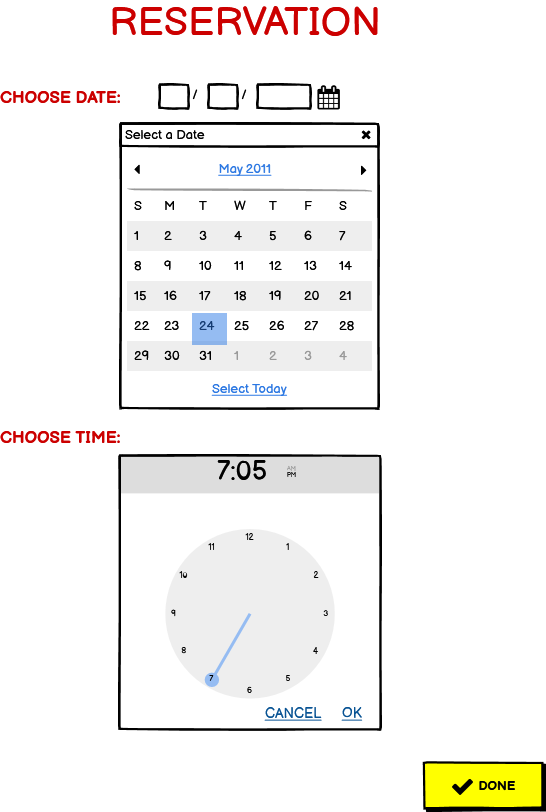 RESERVATION
CHOOSE DATE: / /
Select a Date
May 2011
S M T W T F S
1 2 3 4 5 6 7
8 9 10 11 12 13 14
15 16 17 18 19 20 21
22 23 24 25 26 27 28
29 30 31 1 2 3 4
Select Today
CHOOSE TIME:
7:05 AM
PM
12
11 1
10 2
9 3
8 4
7 5
6
CANCEL OK
DONE